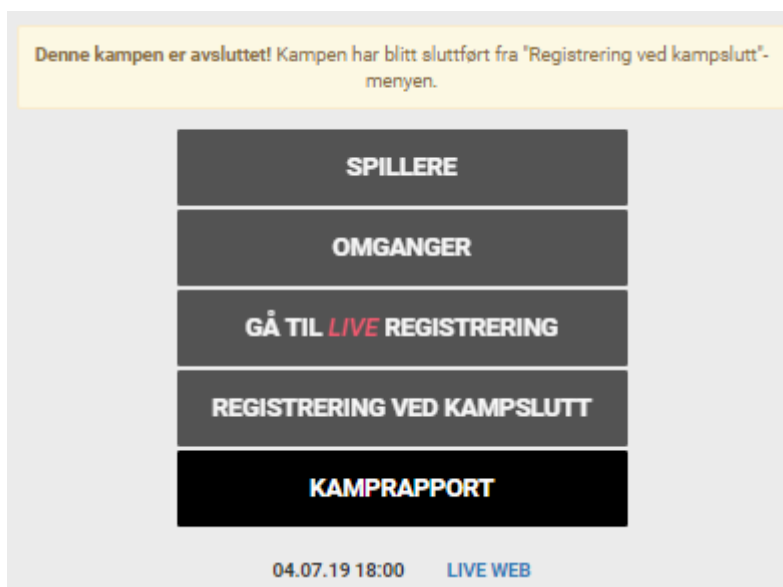 Denne kampen er avsluttet! Kampen har blitt sluttført fra "Registrering ved kampslutt"-
menyen.
SPILLERE
OMGANGER
GÅ TIL LIVE REGISTRERING
REGISTRERING VED KAMPSLUTT
KAMPRAPPORT
04.07.19 18:00 LIVE WEB